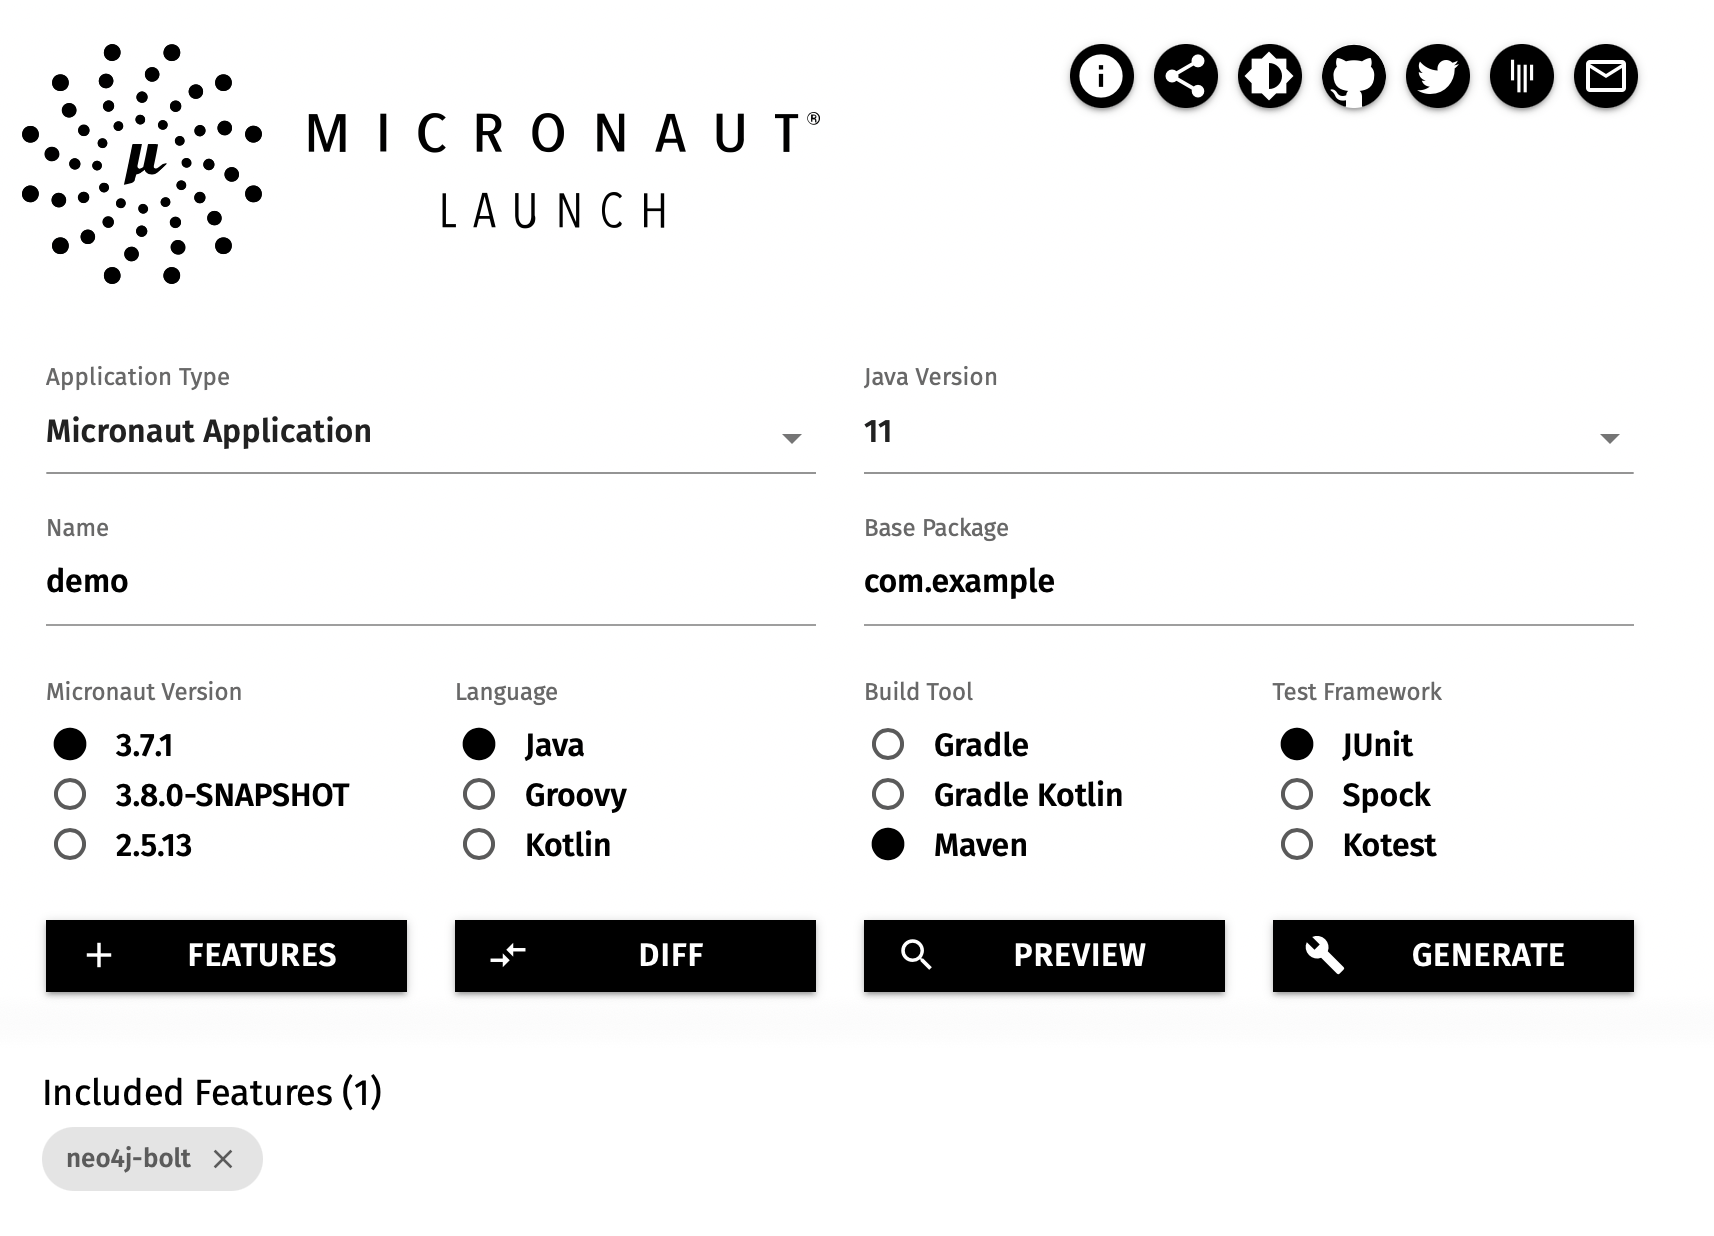 µ
MICRONAUT®
LAUNCH
Application Type
Micronaut Application
Java Version
11
Name
demo
Base Package
com.example
Micronaut Version
3.7.1
3.8.0-SNAPSHOT
2.5.13
Language
Java
Groovy
Kotlin
Build Tool
Gradle
Gradle Kotlin
Maven
Test Framework
JUnit
Spock
Kotest
FEATURES
DIFF
PREVIEW
GENERATE
Included Features (1)
neo4j-bolt